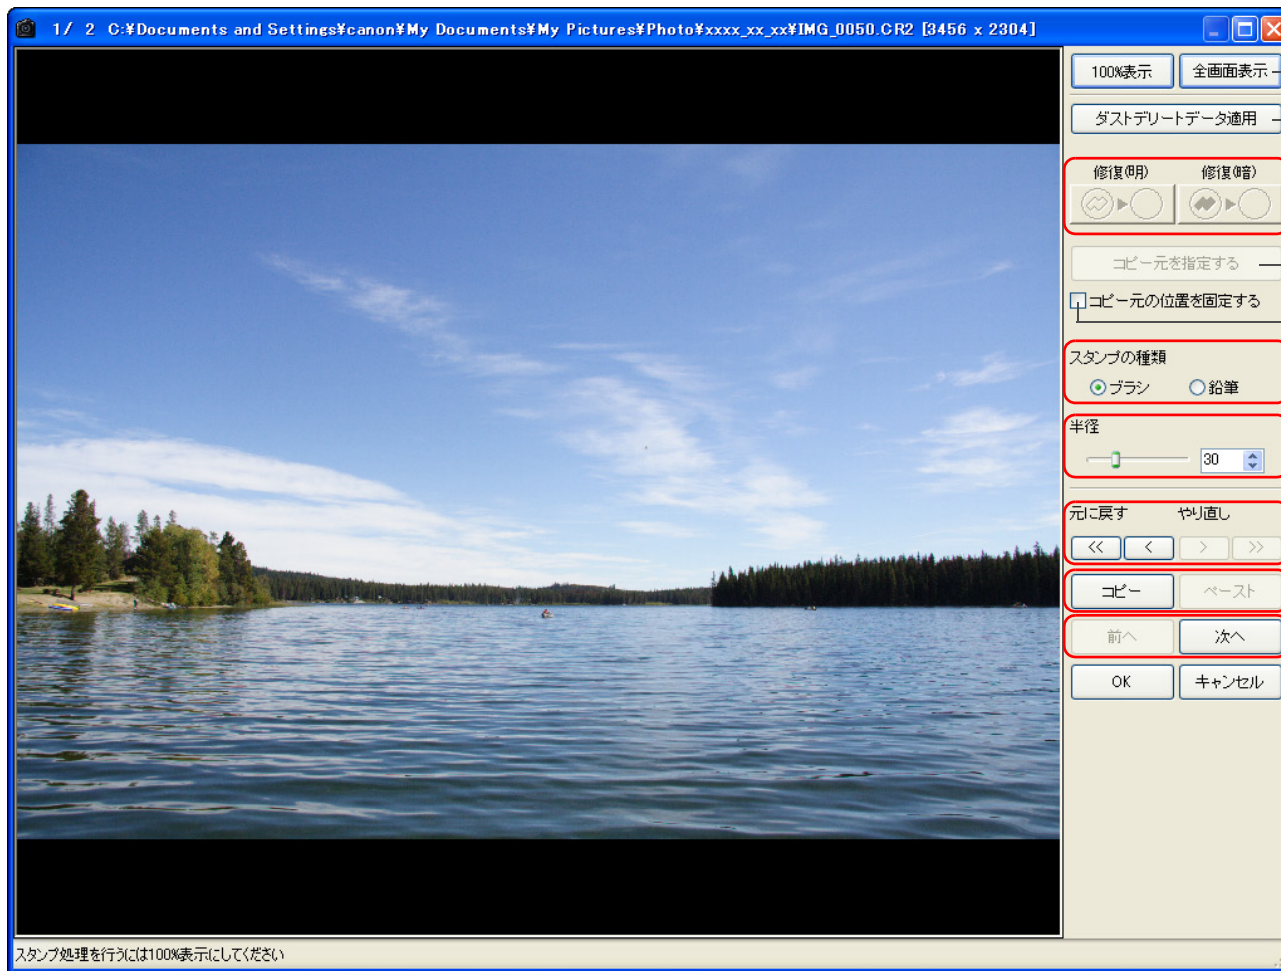 1/ 2 C:¥Documents and Settings¥canon¥My Documents¥My Pictures¥Photo¥xxxx_xx_xx¥IMG_0050.CR2 [3456 x 2304]
100%表示 全画面表示
ダストデリートデータ適用
修復(明) 修復(暗)
コピー元を指定する
コピー元の位置を固定する
スタンプの種類
ブラシ 鉛筆
半径
30
元に戻す やり直し
<< < > >>
コピー ペースト
前へ 次へ
OK キャンセル
スタンプ処理を行うには100%表示にしてください